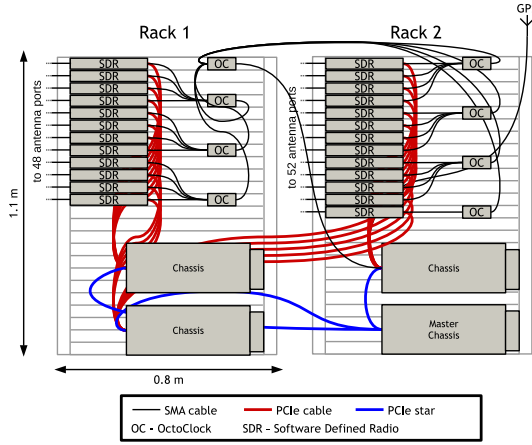 Rack 1
Rack 2
GP
1.1 m
to 48 antenna ports
SDR
SDR
SDR
SDR
SDR
SDR
SDR
SDR
SDR
SDR
SDR
SDR
OC
OC
OC
OC
Chassis
Chassis
0.8 m
to 52 antenna ports
SDR
SDR
SDR
SDR
SDR
SDR
SDR
SDR
SDR
SDR
SDR
SDR
SDR
OC
OC
OC
OC
Chassis
Master
Chassis
SMA cable
PCIe cable
PCIe star
OC - OctoClock
SDR - Software Defined Radio